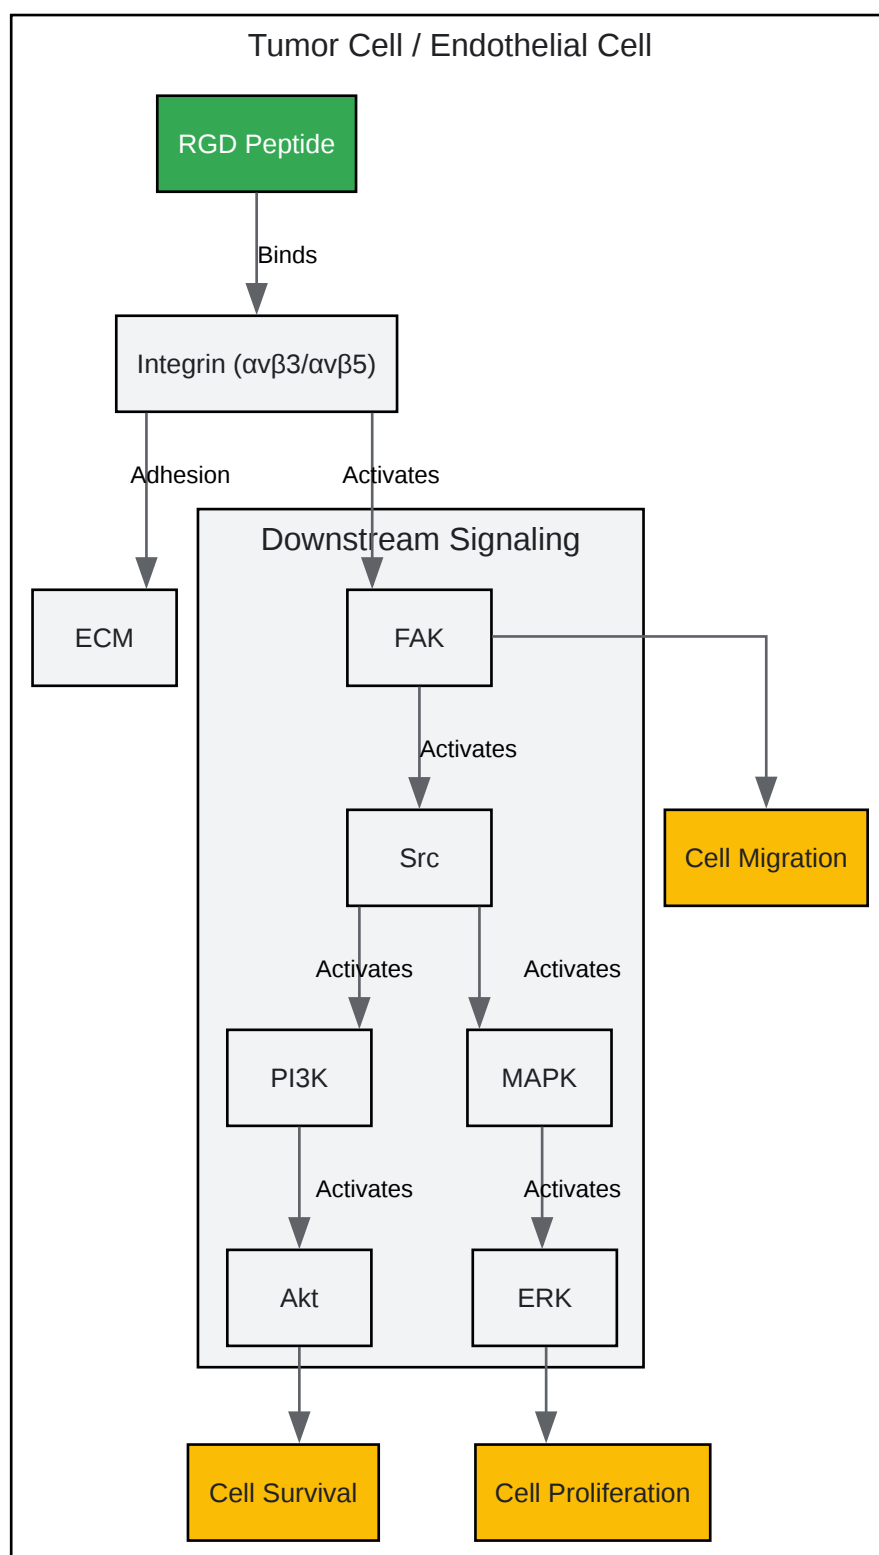 Tumor Cell / Endothelial Cell
RGD Peptide
Binds
Integrin (αvβ3/αvβ5)
Adhesion
Activates
Downstream Signaling
ECM
FAK
Activates
Src
Cell Migration
Activates
Activates
PI3K
MAPK
Activates
Activates
Akt
ERK
Cell Survival
Cell Proliferation